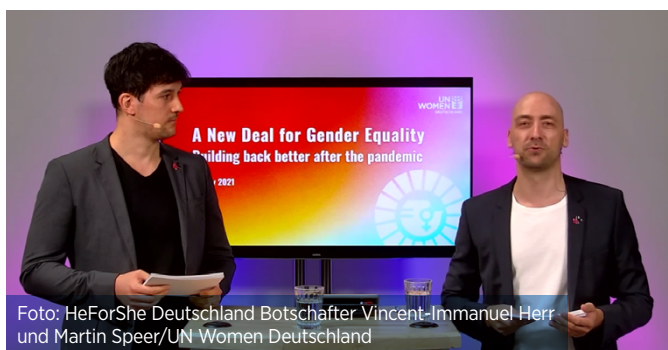 UN
WOMEN
DEUTSCHLAND
A New Deal for Gender Equality
Building back better after the pandemic
2021
Foto: HeForShe Deutschland Botschafter Vincent-Immanuel Herr
und Martin Speer/UN Women Deutschland